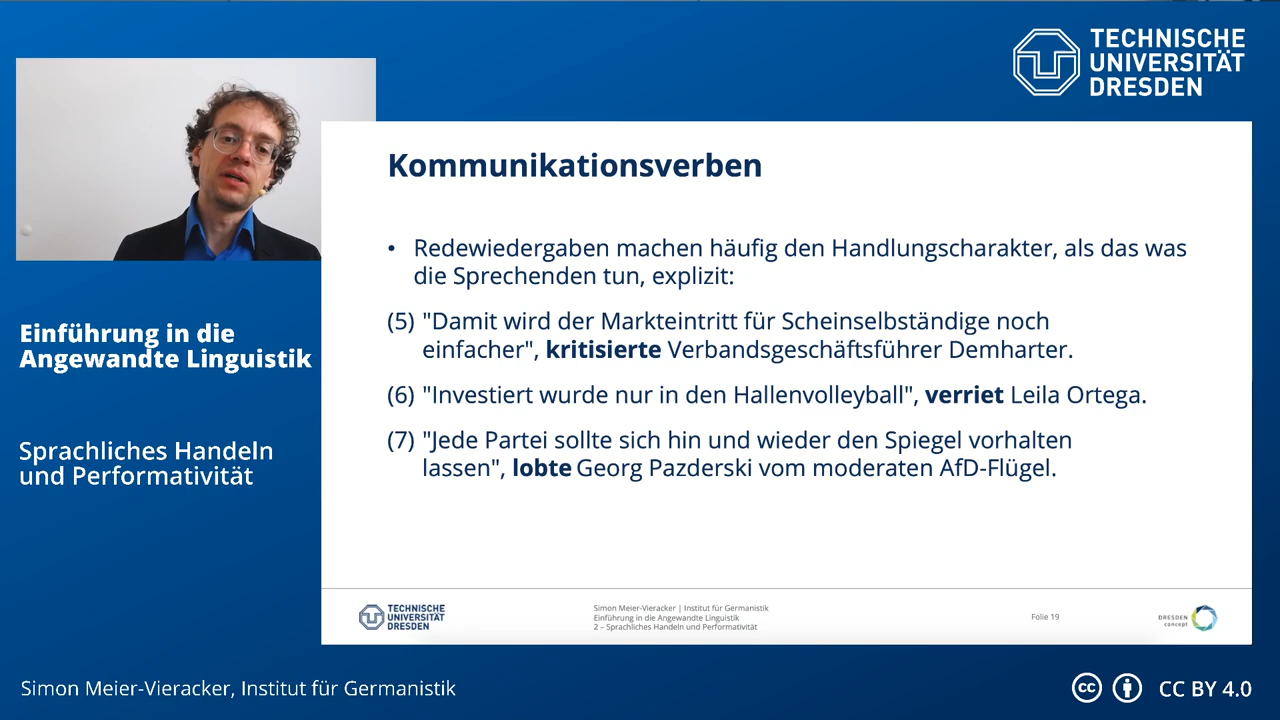 TECHNISCHE
UNIVERSITÄT
DRESDEN
Kommunikationsverben
• Redewiedergaben machen häufig den Handlungscharakter, als das was
die Sprechenden tun, explizit:
(5) "Damit wird der Markteintritt für Scheinselbständige noch
einfacher", kritisierte Verbandsgeschäftsführer Demharter.
(6) "Investiert wurde nur in den Hallenvolleyball", verriet Leila Ortega.
(7) "Jede Partei sollte sich hin und wieder den Spiegel vorhalten
lassen", lobte Georg Pazderski vom moderaten AfD-Flügel.
Einführung in die
Angewandte Linguistik
Sprachliches Handeln
und Performativität
TECHNISCHE
UNIVERSITÄT
DRESDEN
Simon Meier-Vieracker | Institut für Germanistik
Einführung in die Angewandte Linguistik
2 – Sprachliches Handeln und Performativität
Folie 19
DRESDEN
concept
Simon Meier-Vieracker, Institut für Germanistik
cc
CC BY 4.0